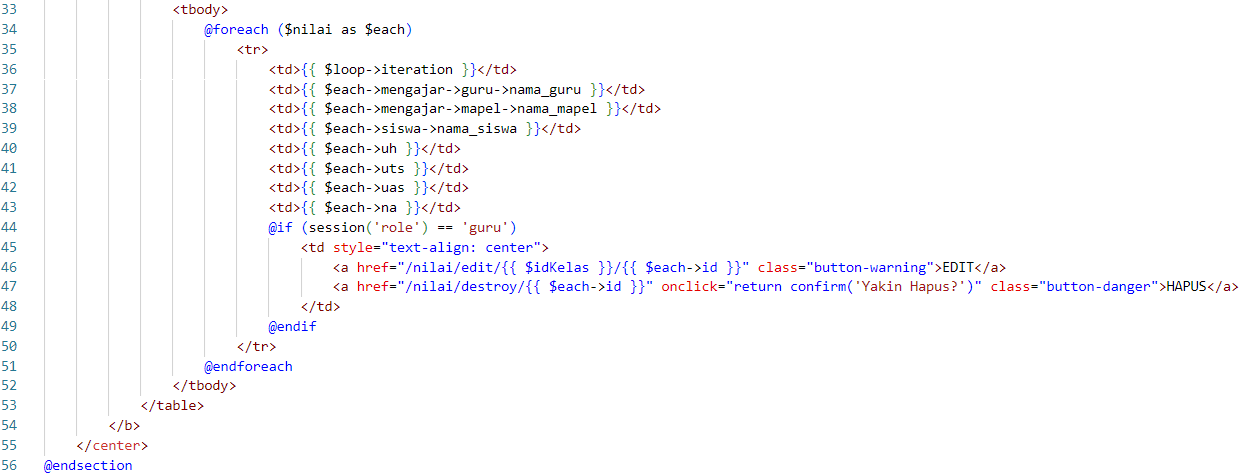 33 <tbody>
34 @foreach ($nilai as $each)
35 <tr>
36 <td>{{ $loop->iteration }}</td>
37 <td>{{ $each->mengajar->guru->nama_guru }}</td>
38 <td>{{ $each->mengajar->mapel->nama_mapel }}</td>
39 <td>{{ $each->siswa->nama_siswa }}</td>
40 <td>{{ $each->uh }}</td>
41 <td>{{ $each->uts }}</td>
42 <td>{{ $each->uas }}</td>
43 <td>{{ $each->na }}</td>
44 @if (session('role') == 'guru')
45 <td style="text-align: center">
46 <a href="/nilai/edit/{{ $idKelas }}/{{ $each->id }}" class="button-warning">EDIT</a>
47 <a href="/nilai/destroy/{{ $each->id }}" onclick="return confirm('Yakin Hapus?')" class="button-danger">HAPUS</a>
48 </td>
49 @endif
50 </tr>
51 @endforeach
52 </tbody>
53 </table>
54 </b>
55 </center>
56 @endsection